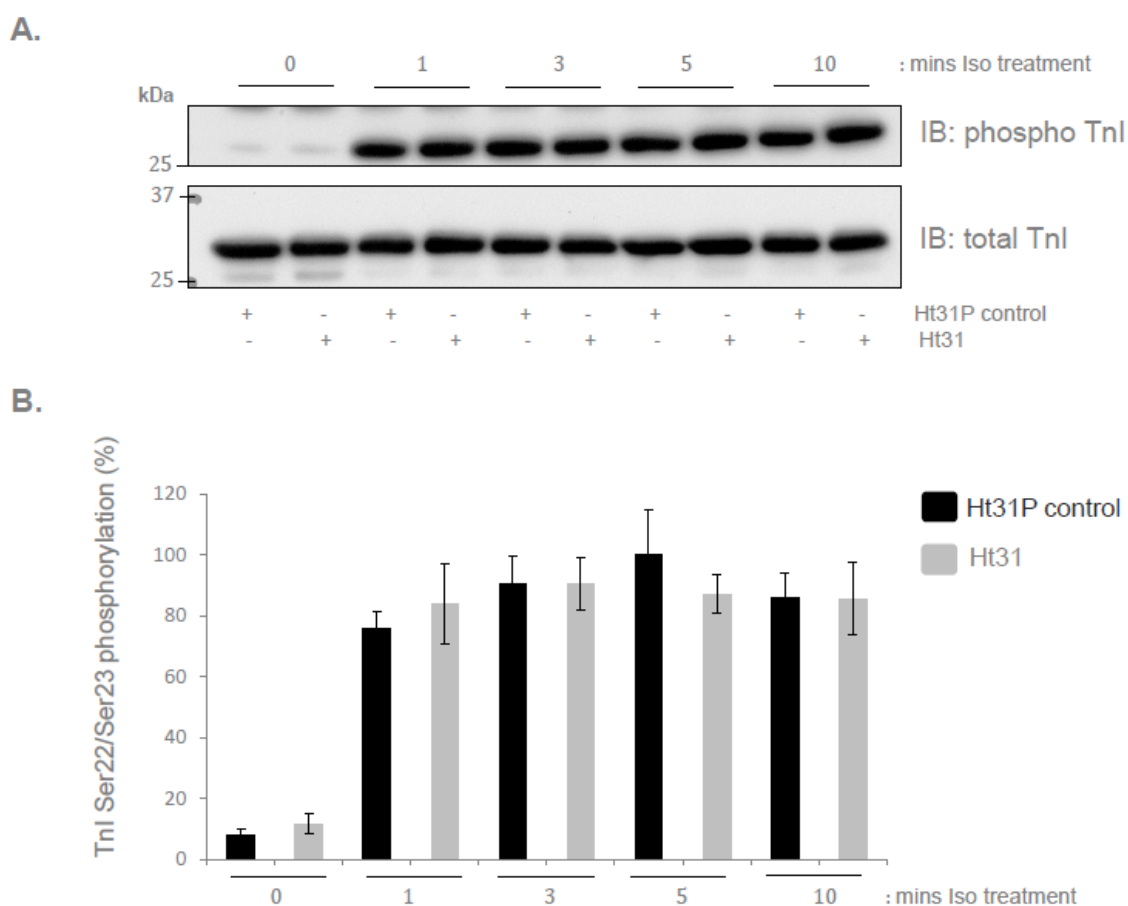 A.
0 1 3 5 10 : mins Iso treatment
kDa
IB: phospho TnI
25
37
IB: total TnI
25
+ - + - + - + - + - Ht31P control
- + - + - + - + - + Ht31
B.
TnI Ser22/Ser23 phosphorylation (%)
120
100
80
60
40
20
0
Ht31P control
Ht31
0 1 3 5 10 : mins Iso treatment